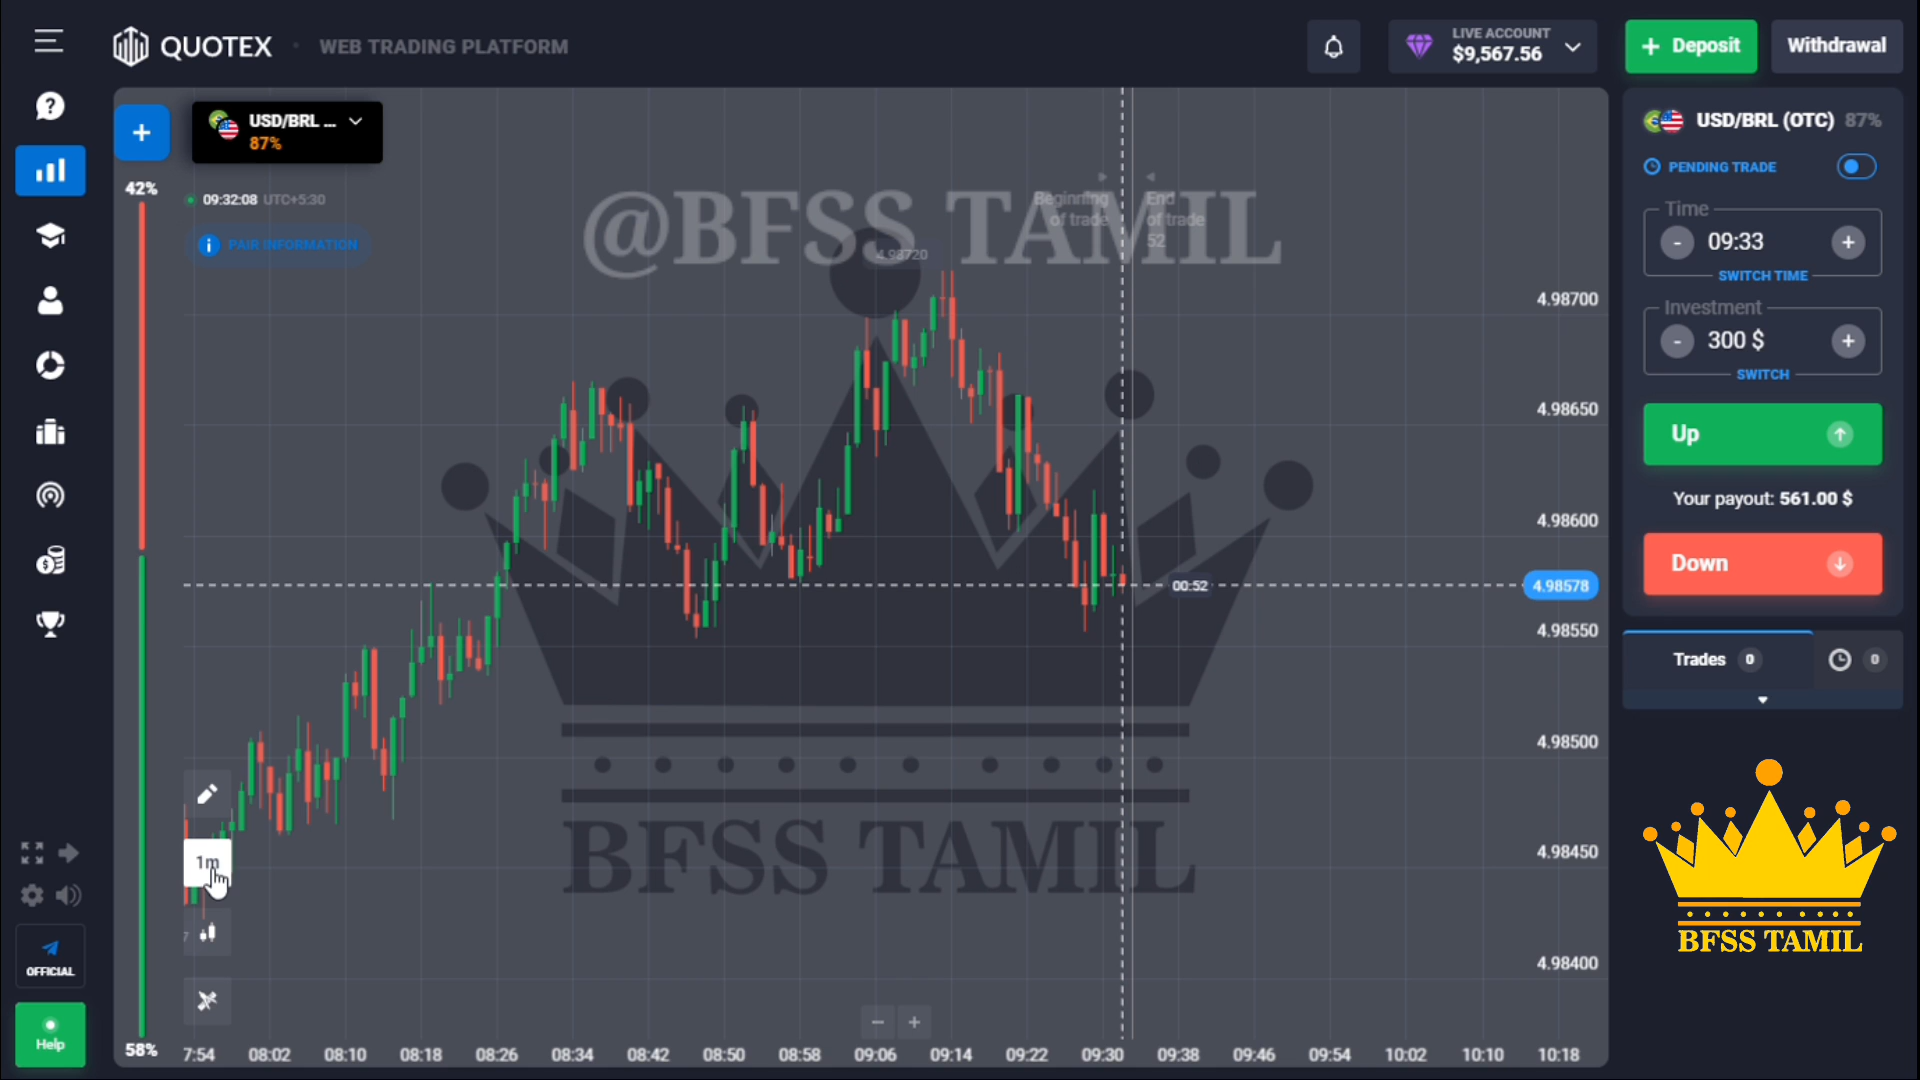 QUOTEX
WEB TRADING PLATFORM
LIVE ACCOUNT
$9,567.56
+ Deposit
Withdrawal
USD/BRL ...
87%
42%
09:32:08 UTC+5:30
PAIR INFORMATION
@BFSS TAMIL
Beginning
of trade
End
of trade
52
4.98720
4.98700
4.98650
4.98600
00:52
4.98578
4.98550
4.98500
4.98450
4.98400
BFSS TAMIL
1m
58%
7:54 08:02 08:10 08:18 08:26 08:34 08:42 08:50 08:58 09:06 09:14 09:22 09:30 09:38 09:46 09:54 10:02 10:10 10:18
OFFICIAL
Help
USD/BRL (OTC) 87%
PENDING TRADE
Time
- 09:33 +
SWITCH TIME
Investment
- 300 $ +
SWITCH
Up
Your payout: 561.00 $
Down
Trades 0
0
BFSS TAMIL